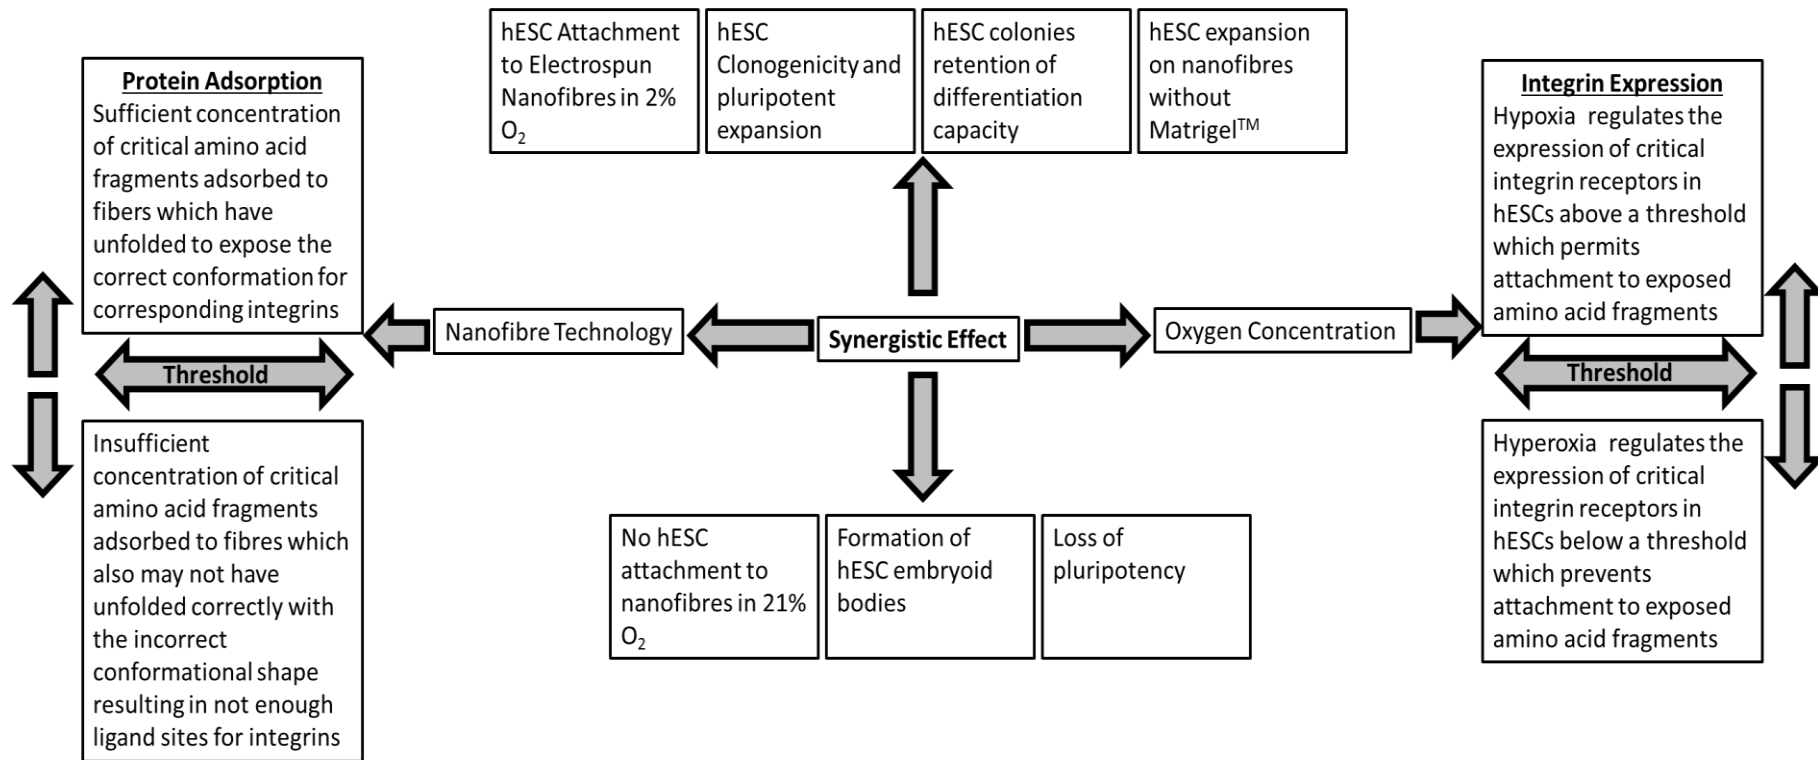 hESC Attachment
to Electrospun
Nanofibres in 2%
O₂
hESC
Clonogenicity and
pluripotent
expansion
hESC colonies
retention of
differentiation
capacity
hESC expansion
on nanofibres
without
Matrigel™
Protein Adsorption
Sufficient concentration
of critical amino acid
fragments adsorbed to
fibers which have
unfolded to expose the
correct conformation for
corresponding integrins
Threshold
Insufficient
concentration of critical
amino acid fragments
adsorbed to fibres which
also may not have
unfolded correctly with
the incorrect
conformational shape
resulting in not enough
ligand sites for integrins
Nanofibre Technology
Synergistic Effect
Oxygen Concentration
Integrin Expression
Hypoxia regulates the
expression of critical
integrin receptors in
hESCs above a threshold
which permits
attachment to exposed
amino acid fragments
Threshold
Hyperoxia regulates the
expression of critical
integrin receptors in
hESCs below a threshold
which prevents
attachment to exposed
amino acid fragments
No hESC
attachment to
nanofibres in 21%
O₂
Formation of
hESC embryoid
bodies
Loss of
pluripotency